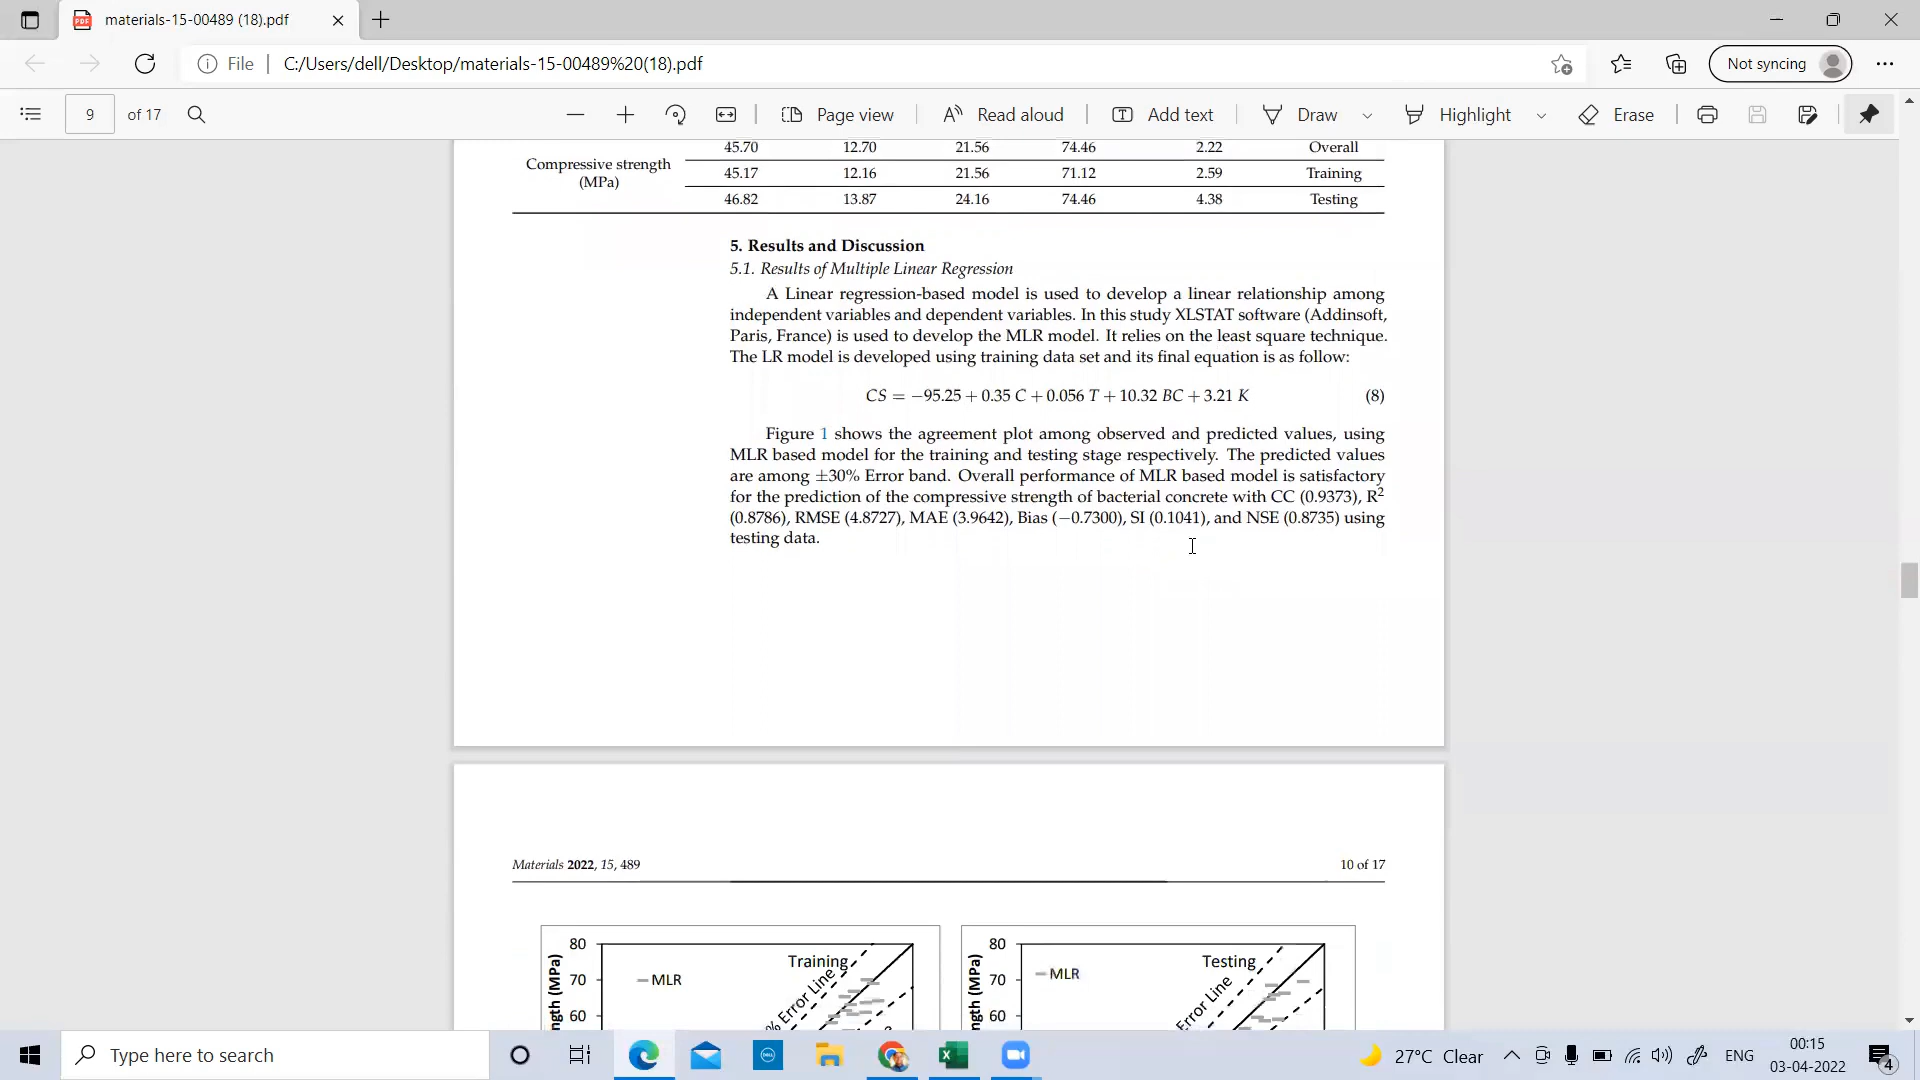 materials-15-00489 (18).pdf
File | C:/Users/dell/Desktop/materials-15-00489%20(18).pdf
Not syncing
9 of 17
Page view
Read aloud
Add text
Draw
Highlight
Erase
Compressive strength (MPa)
45.70 12.70 21.56 74.46 2.22 Overall
45.17 12.16 21.56 71.12 2.59 Training
46.82 13.87 24.16 74.46 4.38 Testing
5. Results and Discussion
5.1. Results of Multiple Linear Regression
A Linear regression-based model is used to develop a linear relationship among
independent variables and dependent variables. In this study XLSTAT software (Addinsoft,
Paris, France) is used to develop the MLR model. It relies on the least square technique.
The LR model is developed using training data set and its final equation is as follow:
CS = −95.25 + 0.35 C + 0.056 T + 10.32 BC + 3.21 K (8)
Figure 1 shows the agreement plot among observed and predicted values, using
MLR based model for the training and testing stage respectively. The predicted values
are among ±30% Error band. Overall performance of MLR based model is satisfactory
for the prediction of the compressive strength of bacterial concrete with CC (0.9373), R²
(0.8786), RMSE (4.8727), MAE (3.9642), Bias (−0.7300), SI (0.1041), and NSE (0.8735) using
testing data.
Materials 2022, 15, 489 10 of 17
80
70
60
Training
MLR
% Error Line
ngth (MPa)
80
70
60
Testing
MLR
Error Line
ngth (MPa)
Type here to search
27°C Clear
ENG
00:15
03-04-2022
4